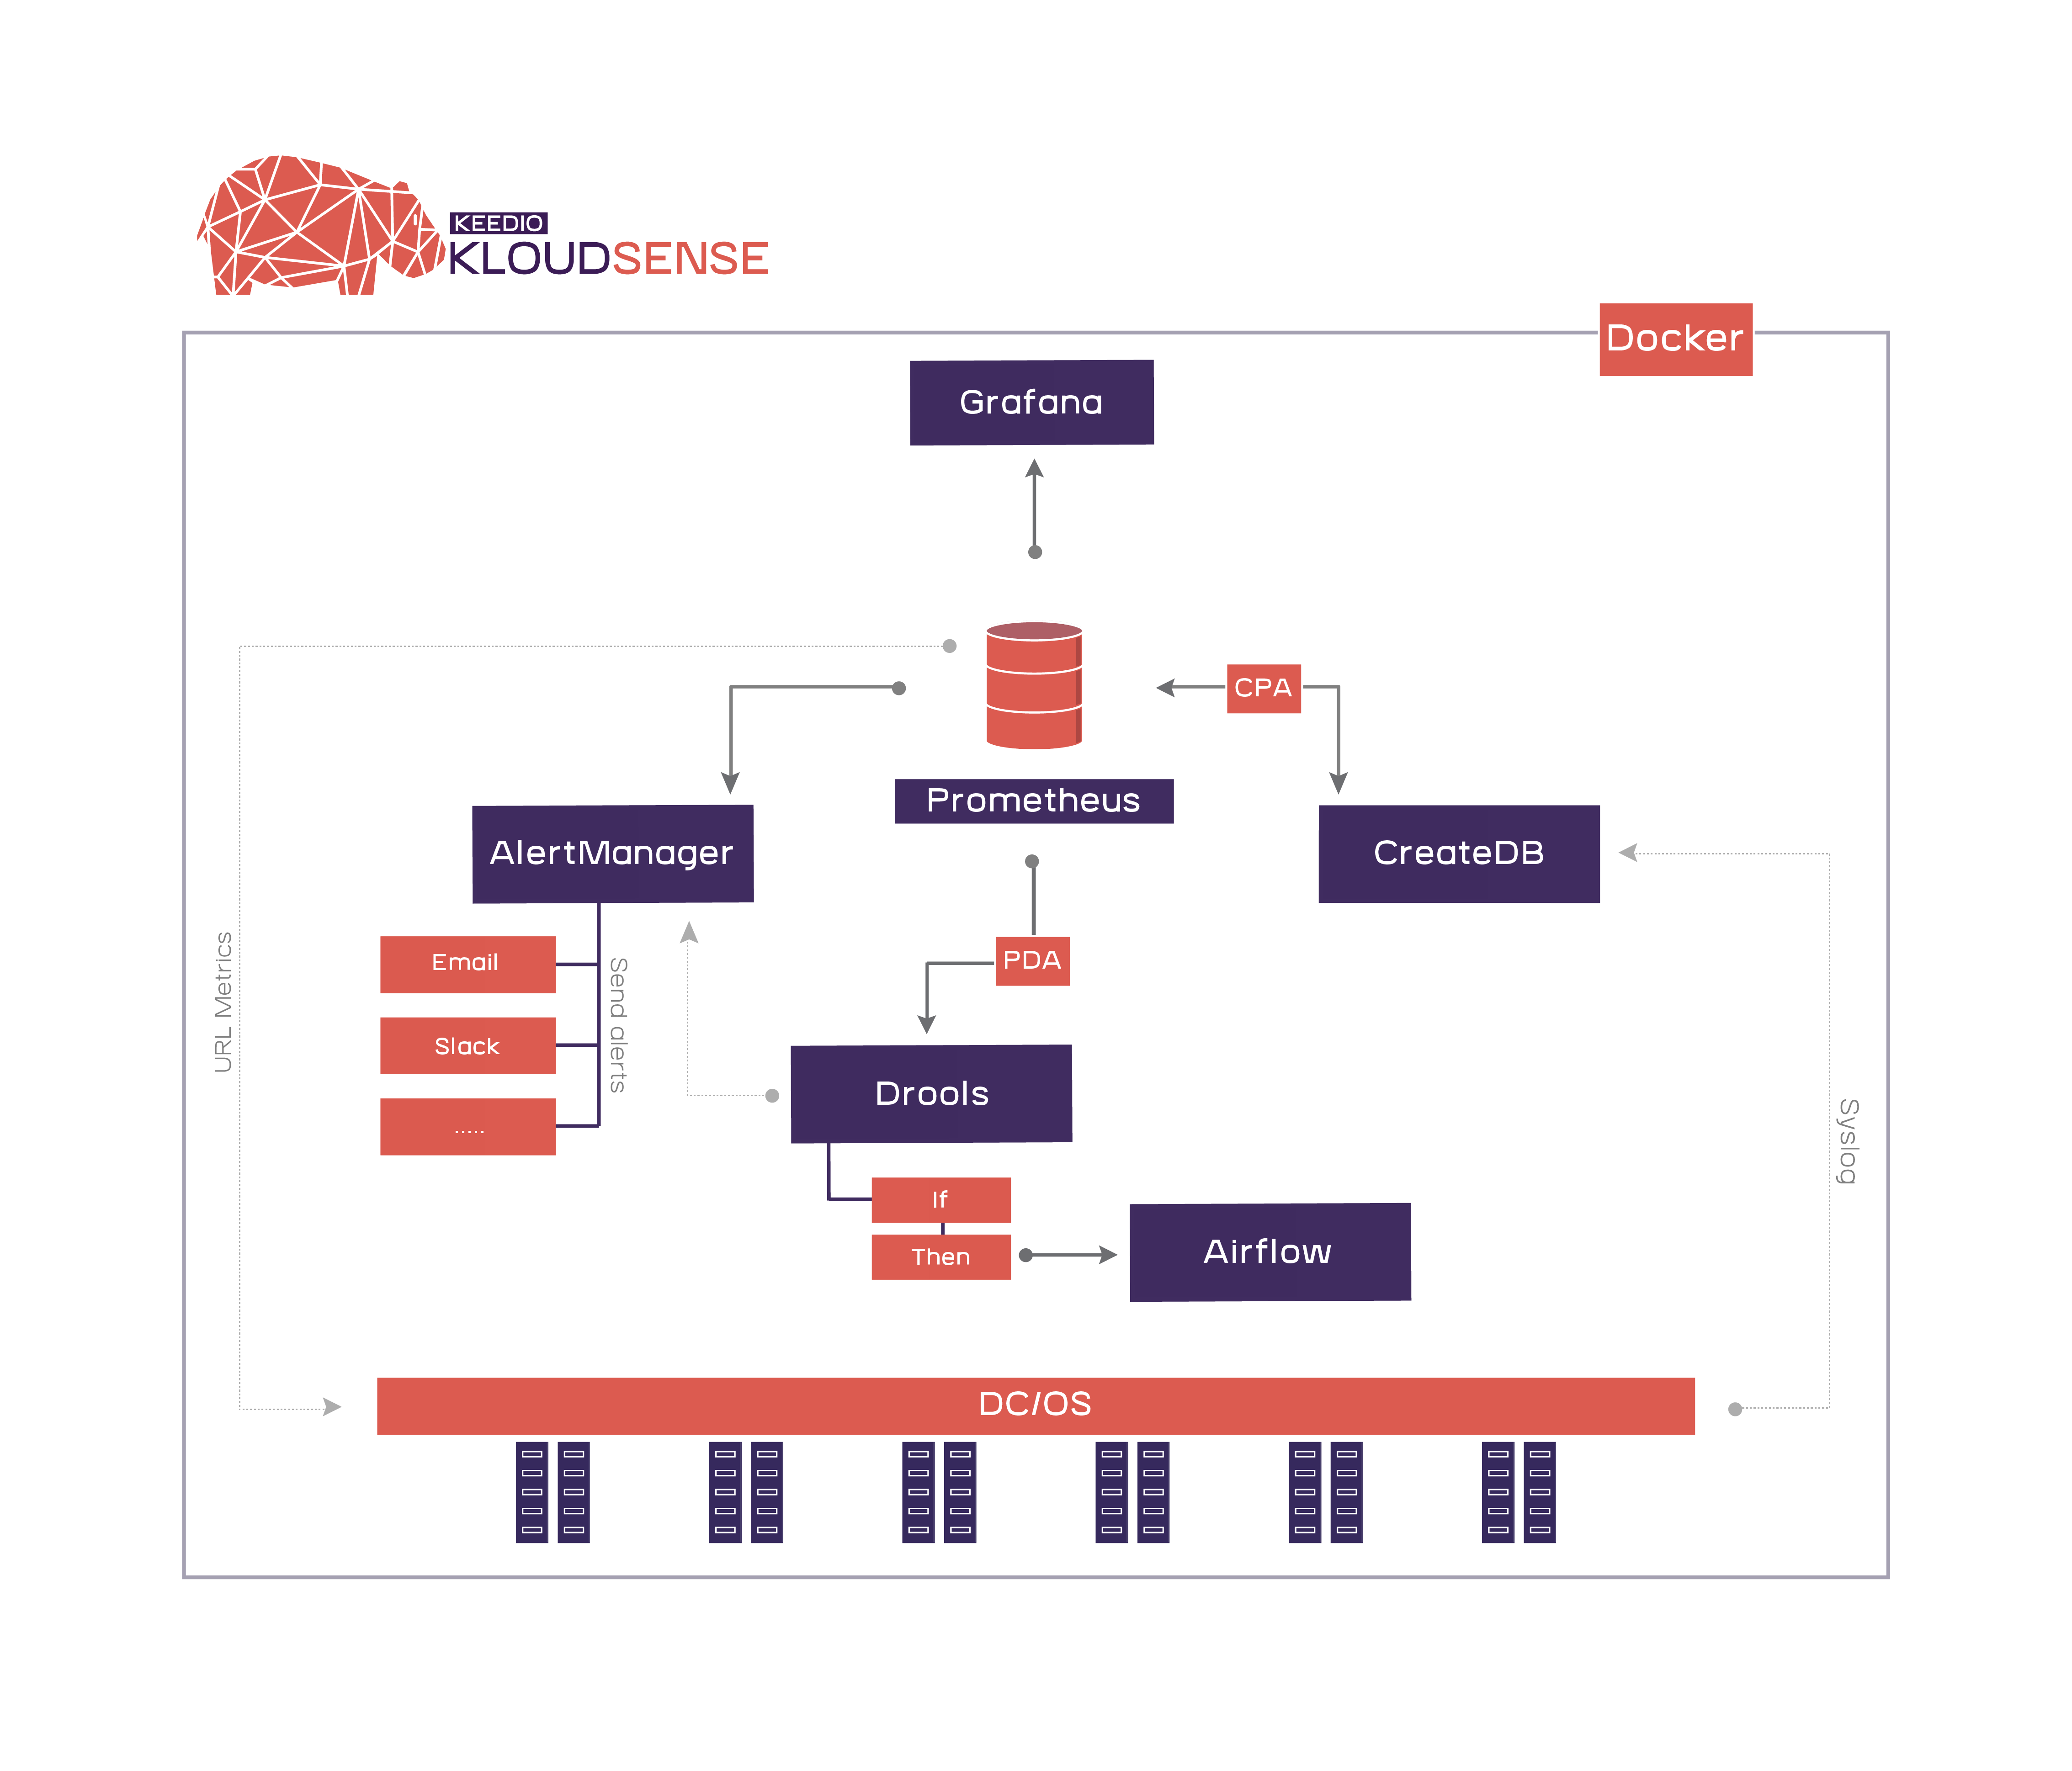 KEEDIO
KLOUDSENSE
Docker
Grafana
CPA
Prometheus
AlertManager
CreateDB
URL Metrics
Email
Send alerts
PDA
Slack
Drools
.....
Syslog
If
Then
Airflow
DC/OS